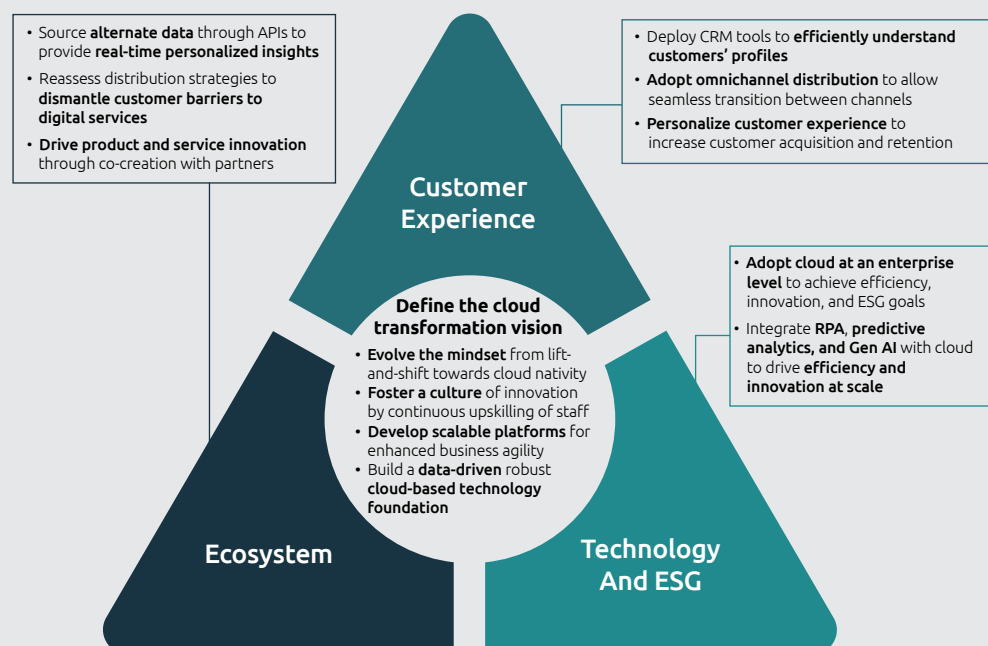 • Source alternate data through APIs to
provide real-time personalized insights
• Reassess distribution strategies to
dismantle customer barriers to
digital services
• Drive product and service innovation
through co-creation with partners
• Deploy CRM tools to efficiently understand
customers' profiles
• Adopt omnichannel distribution to allow
seamless transition between channels
• Personalize customer experience to
increase customer acquisition and retention
Customer
Experience
• Adopt cloud at an enterprise
level to achieve efficiency,
innovation, and ESG goals
• Integrate RPA, predictive
analytics, and Gen AI with cloud
to drive efficiency and
innovation at scale
Define the cloud
transformation vision
• Evolve the mindset from lift-
and-shift towards cloud nativity
• Foster a culture of innovation
by continuous upskilling of staff
• Develop scalable platforms for
enhanced business agility
• Build a data-driven robust
cloud-based technology
foundation
Ecosystem
Technology
And ESG